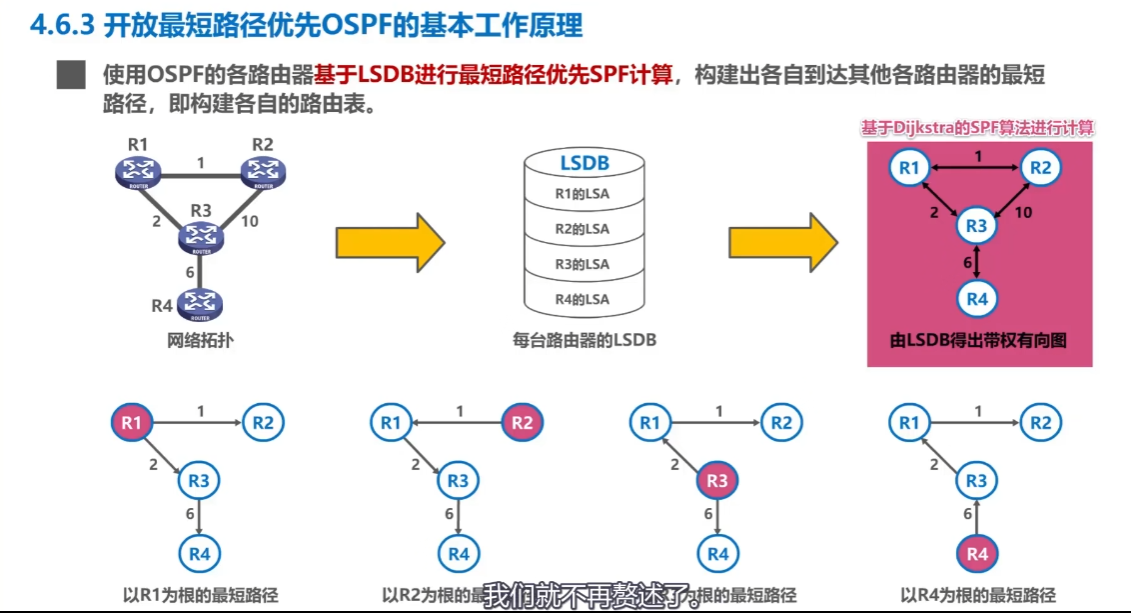 4.6.3 开放最短路径优先OSPF的基本工作原理
使用OSPF的各路由器基于LSDB进行最短路径优先SPF计算，构建出各自到达其他各路由器的最短
路径，即构建各自的路由表。
R1
R2
1
ROUTER
ROUTER
2
R3
10
ROUTER
6
R4
ROUTER
网络拓扑
LSDB
R1的LSA
R2的LSA
R3的LSA
R4的LSA
每台路由器的LSDB
基于Dijkstra的SPF算法进行计算
R1
1
R2
2
10
R3
6
R4
由LSDB得出带权有向图
R1
1
R2
2
R3
6
R4
以R1为根的最短路径
R1
1
R2
2
R3
6
R4
以R2为根的最
R1
1
R2
2
R3
6
R4
为根的最短路径
R1
1
R2
2
R3
6
R4
以R4为根的最短路径
我们就不再赘述了。